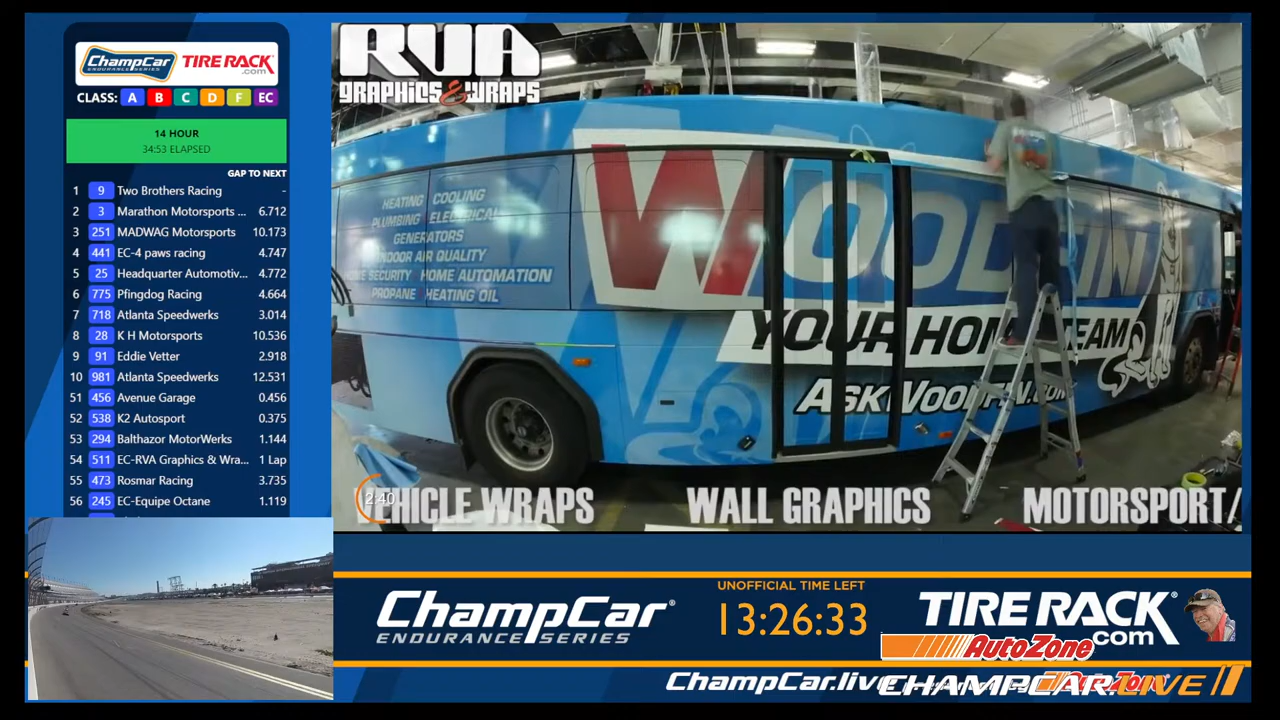 ChampCar
ENDURANCE SERIES
TIRE RACK
.com
CLASS: A B C D F EC
14 HOUR
34:53 ELAPSED
GAP TO NEXT
1 9 Two Brothers Racing -
2 3 Marathon Motorsports ... 6.712
3 251 MADWAG Motorsports 10.173
4 441 EC-4 paws racing 4.747
5 25 Headquarter Automotiv... 4.772
6 775 Pfingdog Racing 4.664
7 718 Atlanta Speedwerks 3.014
8 28 K H Motorsports 10.536
9 91 Eddie Vetter 2.918
10 981 Atlanta Speedwerks 12.531
51 456 Avenue Garage 0.456
52 538 K2 Autosport 0.375
53 294 Balthazor MotorWerks 1.144
54 511 EC-RVA Graphics & Wra... 1 Lap
55 473 Rosmar Racing 3.735
56 245 EC-Equipe Octane 1.119
RVA
GRAPHICS & WRAPS
HEATING COOLING
PLUMBING ELECTRICAL
GENERATORS
INDOOR AIR QUALITY
HOME SECURITY HOME AUTOMATION
PROPANE HEATING OIL
YOUR HOME TEAM
2:40
VEHICLE WRAPS WALL GRAPHICS MOTORSPORT/
ChampCar
ENDURANCE SERIES
UNOFFICIAL TIME LEFT
13:26:33
TIRE RACK
.com
AutoZone
ChampCar.live
CHAMPCAR LIVE